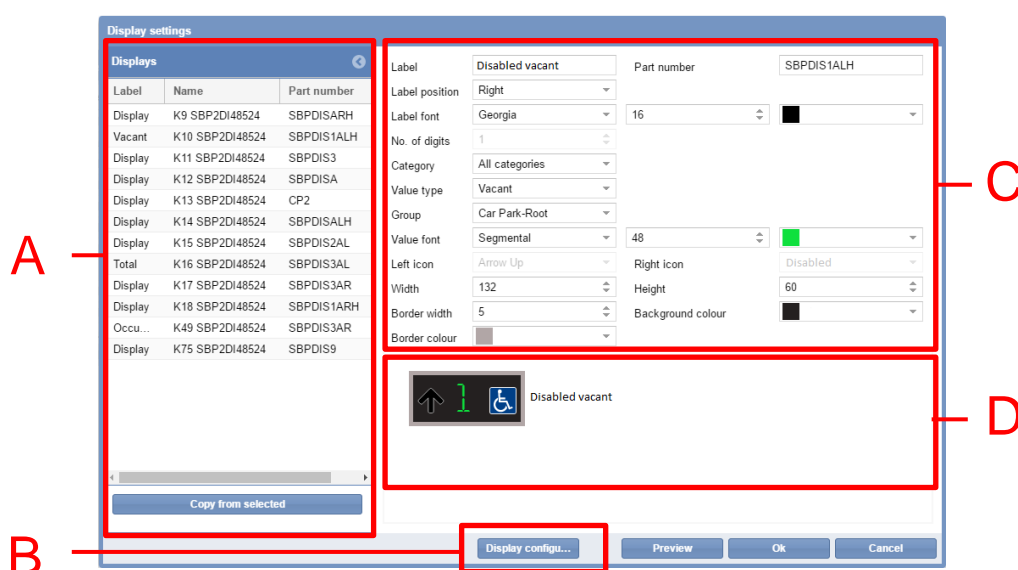 Display settings
Displays
Label Name Part number
Display K9 SBP2DI48524 SBPDISARH
Vacant K10 SBP2DI48524 SBPDIS1ALH
Display K11 SBP2DI48524 SBPDIS3
Display K12 SBP2DI48524 SBPDISA
Display K13 SBP2DI48524 CP2
Display K14 SBP2DI48524 SBPDISALH
Display K15 SBP2DI48524 SBPDIS2AL
Total K16 SBP2DI48524 SBPDIS3AL
Display K17 SBP2DI48524 SBPDIS3AR
Display K18 SBP2DI48524 SBPDIS1ARH
Occu... K49 SBP2DI48524 SBPDIS3AR
Display K75 SBP2DI48524 SBPDIS9
Copy from selected
Label Disabled vacant Part number SBPDIS1ALH
Label position Right
Label font Georgia 16
No. of digits 1
Category All categories
Value type Vacant
Group Car Park-Root
Value font Segmental 48
Left icon Arrow Up Right icon Disabled
Width 132 Height 60
Border width 5 Background colour
Border colour
1 Disabled vacant
Display configu... Preview Ok Cancel
A
B
C
D